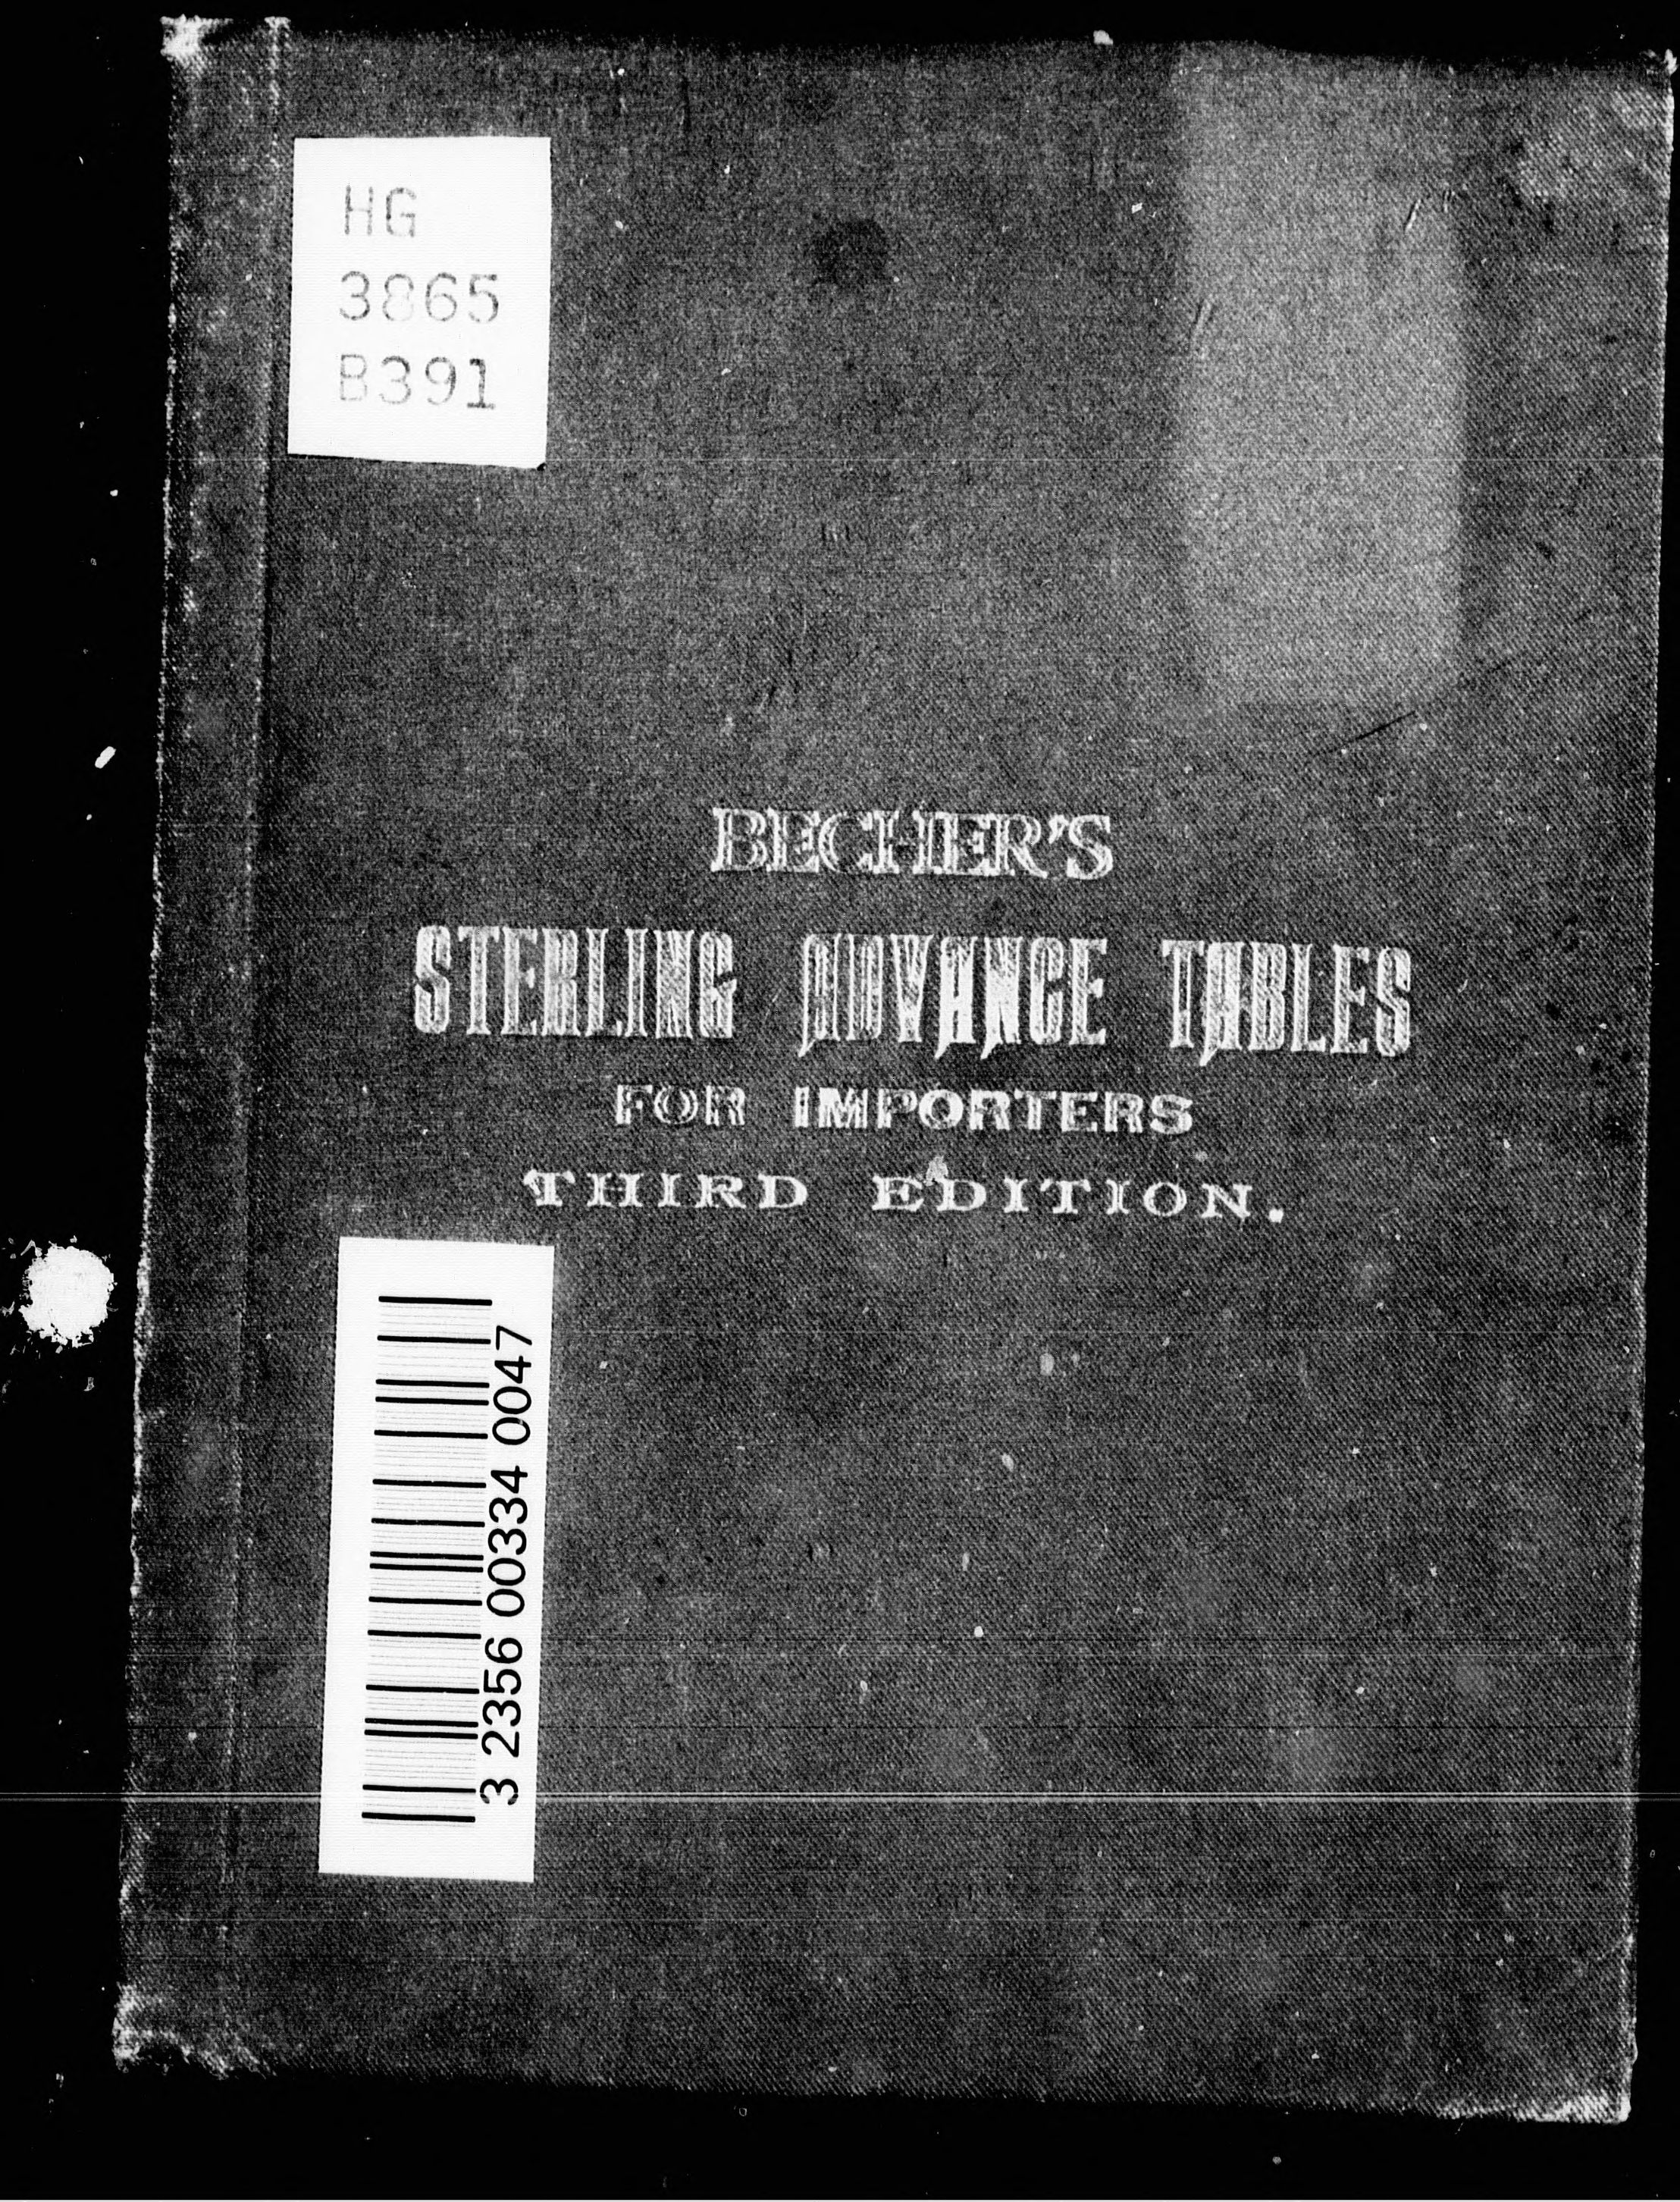 HG
3865
B391
BECHER'S
STERLING ADVANCE TABLES
FOR IMPORTERS
THIRD EDITION.
3 2356 00334 0047